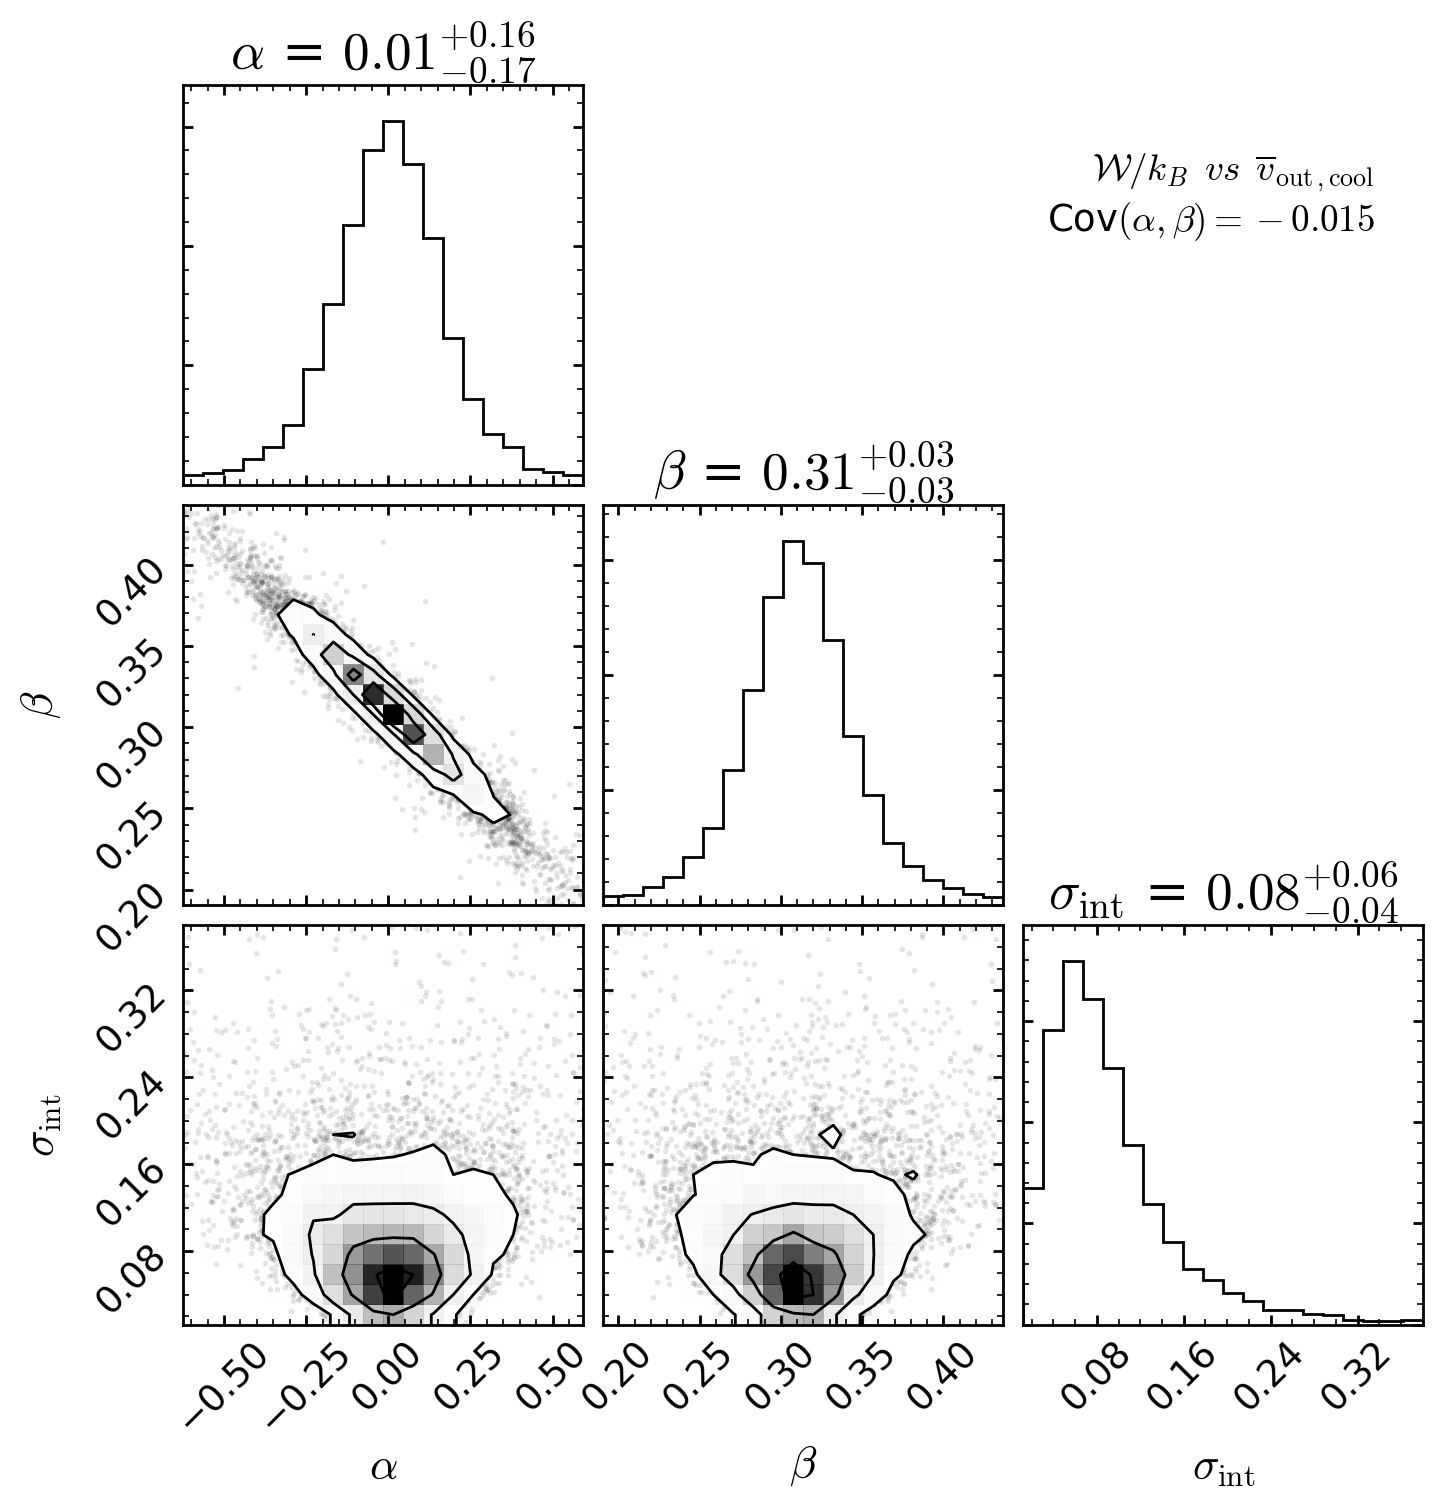 α = 0.01 +0.16 −0.17
𝒲/k_B vs v̅_out,cool
Cov(α, β) = − 0.015
β = 0.31 +0.03 −0.03
β
0.40
0.35
0.30
0.25
0.20
σ_int = 0.08 +0.06 −0.04
σ_int
0.32
0.24
0.16
0.08
−0.50 −0.25 0.00 0.25 0.50 0.20 0.25 0.30 0.35 0.40 0.08 0.16 0.24 0.32
α β σ_int